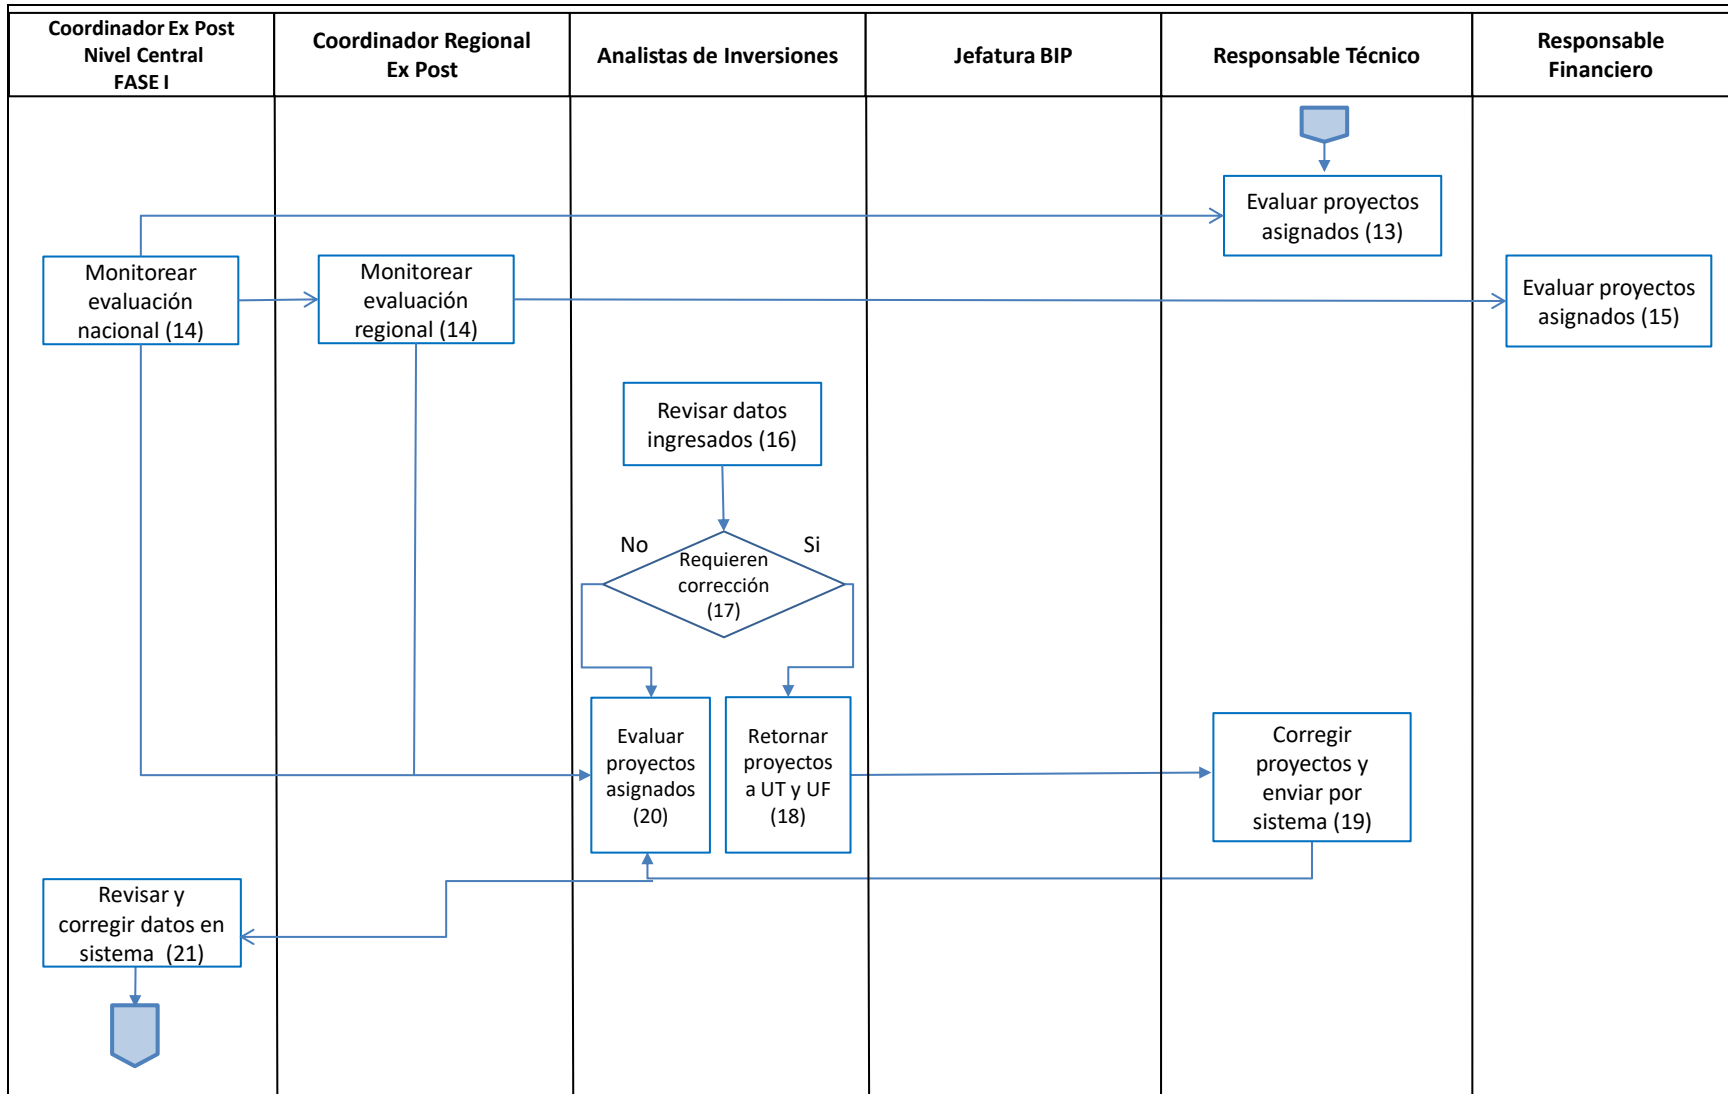 Coordinador Ex Post
Nivel Central
FASE I
Coordinador Regional
Ex Post
Analistas de Inversiones
Jefatura BIP
Responsable Técnico
Responsable
Financiero
Evaluar proyectos
asignados (13)
Monitorear
evaluación
nacional (14)
Monitorear
evaluación
regional (14)
Evaluar proyectos
asignados (15)
Revisar datos
ingresados (16)
No
Si
Requieren
corrección
(17)
Evaluar
proyectos
asignados
(20)
Retornar
proyectos
a UT y UF
(18)
Corregir
proyectos y
enviar por
sistema (19)
Revisar y
corregir datos en
sistema (21)